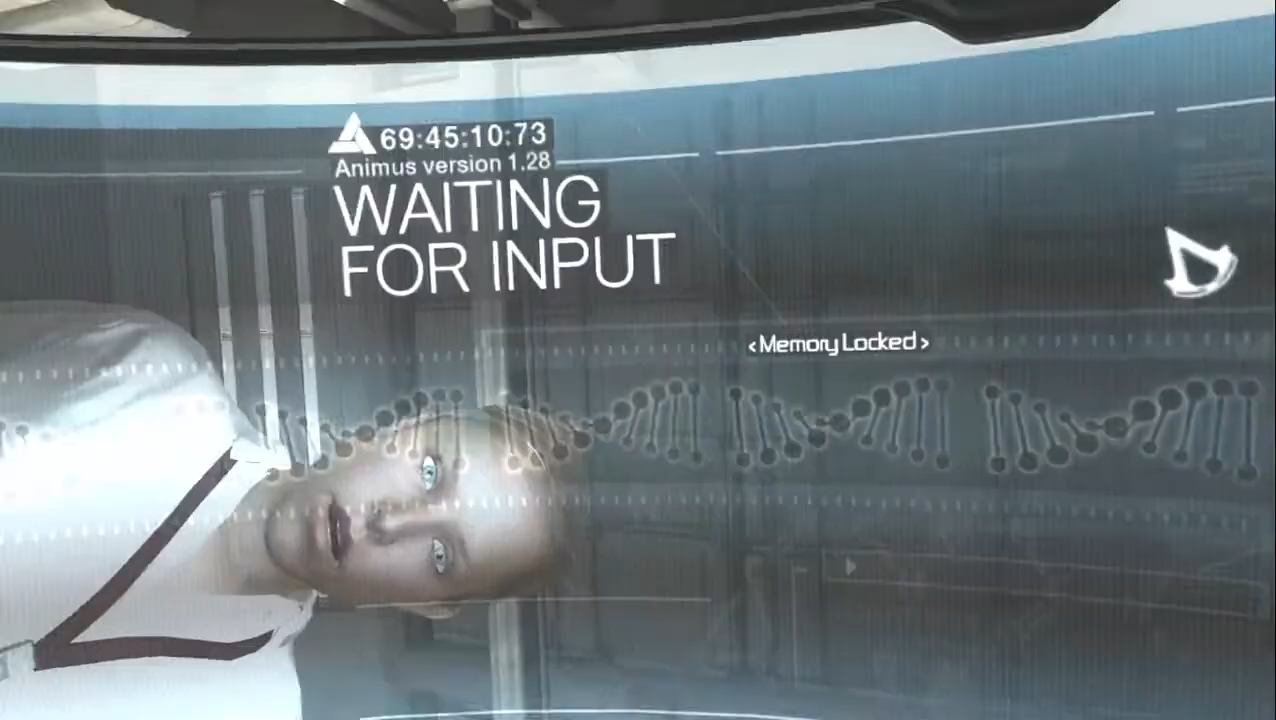 69:45:10:73
Animus version 1.28
WAITING
FOR INPUT
<Memory Locked>